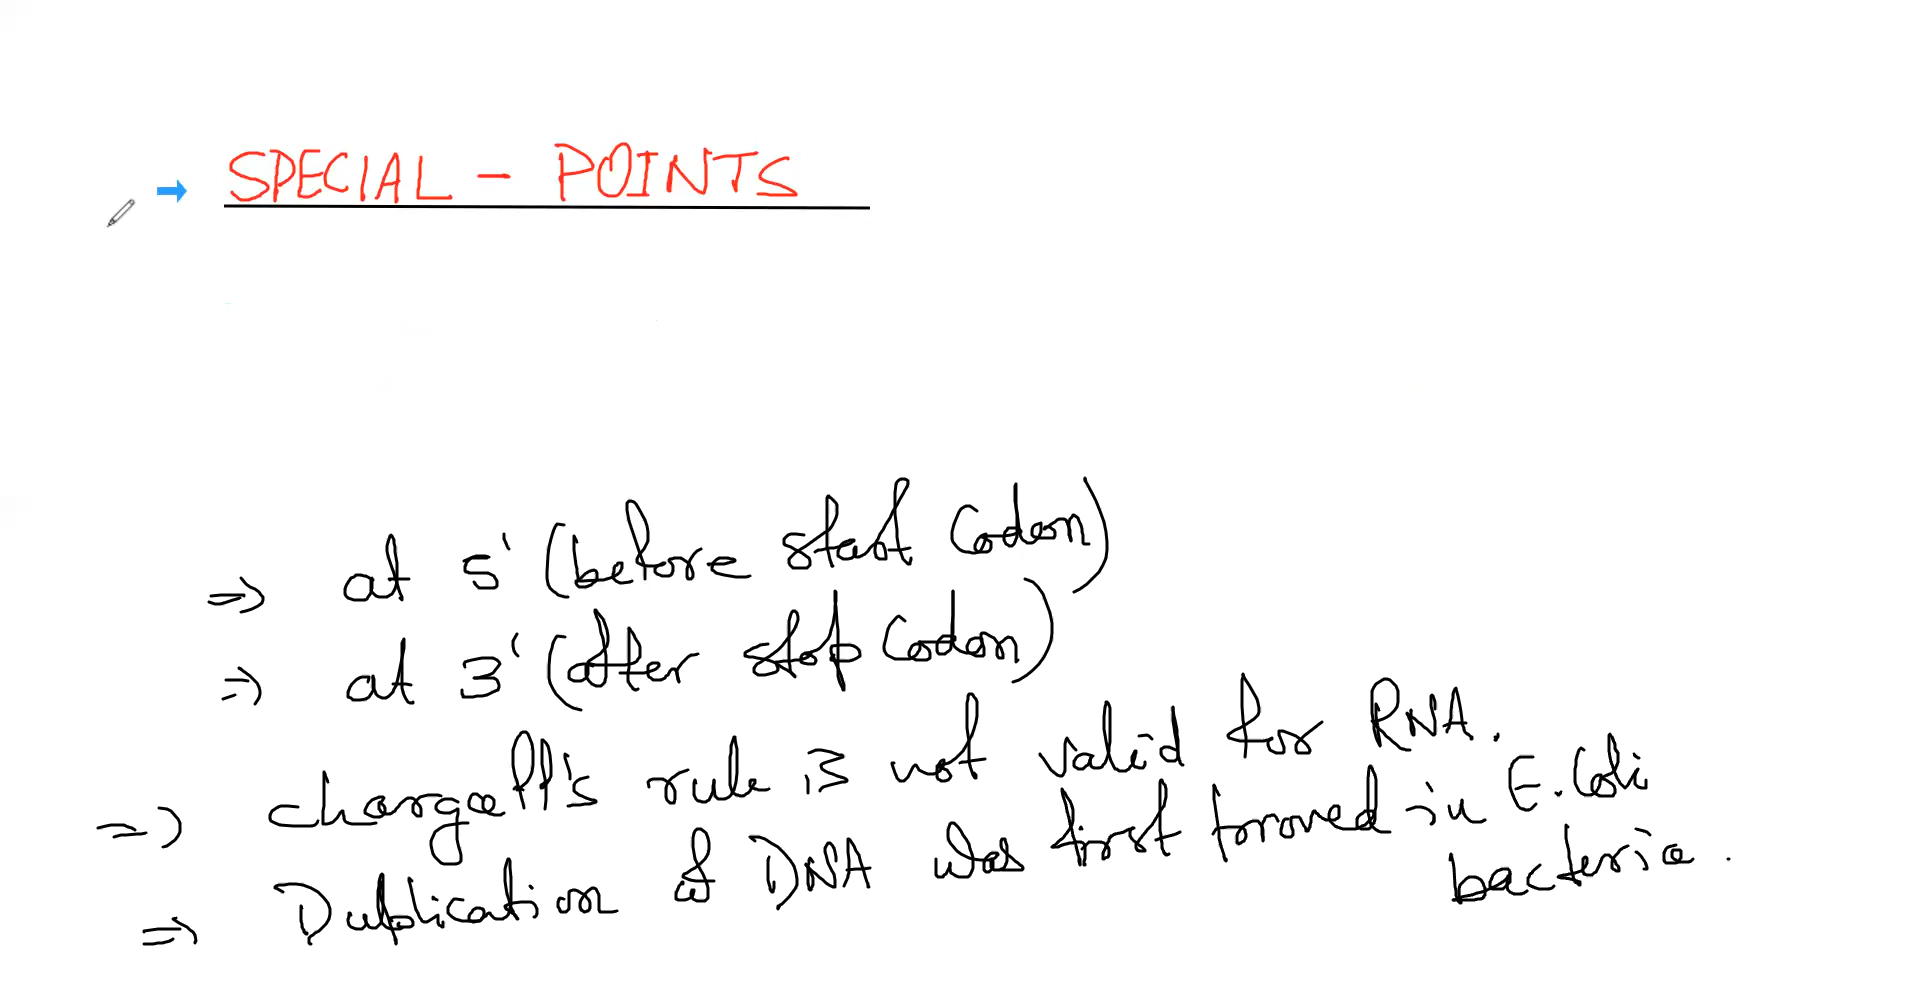 → SPECIAL - POINTS
⇒ at 5' (before start codon)
⇒ at 3' (after stop codon)
⇒ chargaff's rule is not valid for RNA.
⇒ Duplication of DNA was first in E. Coli
bacteria.